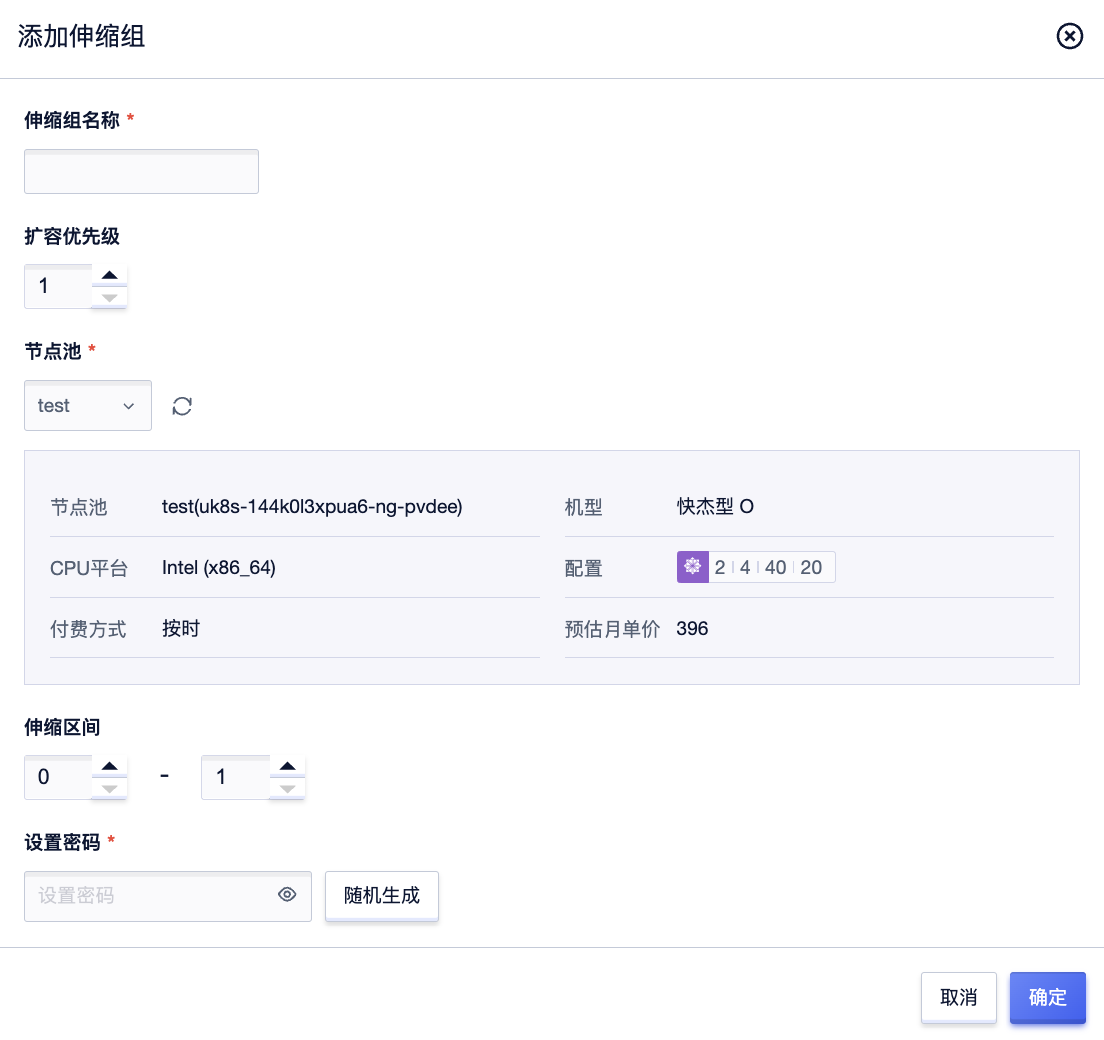 添加伸缩组
伸缩组名称 *
扩容优先级
1
节点池 *
test
节点池 test(uk8s-144k0l3xpua6-ng-pvdee) 机型 快杰型 O
CPU平台 Intel (x86_64) 配置 2 4 40 20
付费方式 按时 预估月单价 396
伸缩区间
0 - 1
设置密码 *
设置密码 随机生成
取消 确定